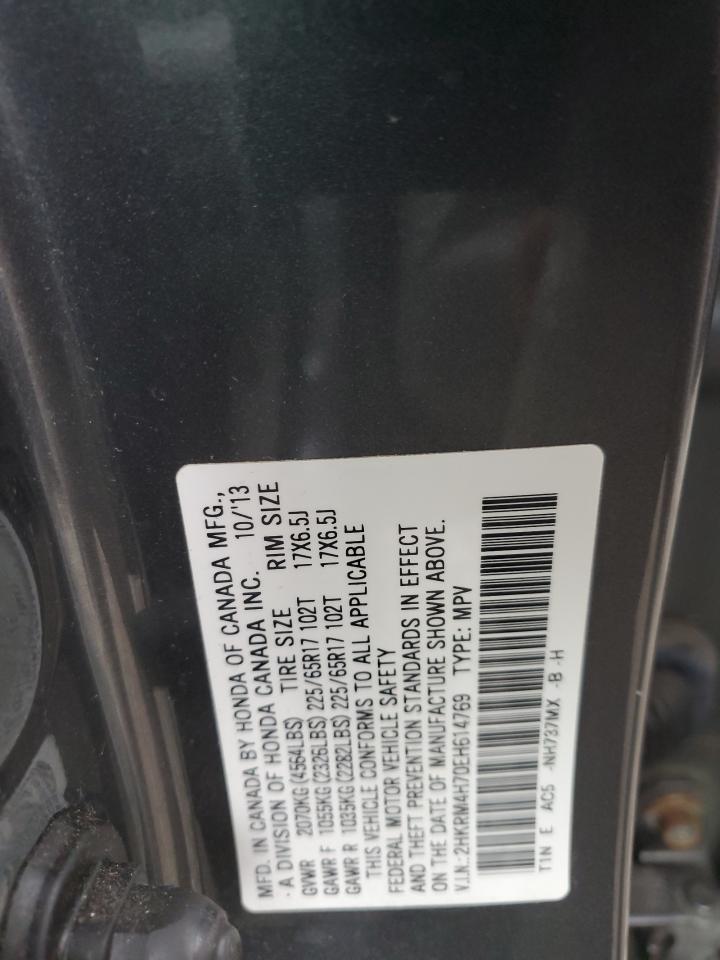 MFD. IN CANADA BY HONDA OF CANADA MFG.,
· A DIVISION OF HONDA CANADA INC. 10/'13
GVWR 2070KG (4564LBS) TIRE SIZE RIM SIZE
GAWR F 1055KG (2326LBS) 225/65R17 102T 17X6.5J
GAWR R 1035KG (2282LBS) 225/65R17 102T 17X6.5J
THIS VEHICLE CONFORMS TO ALL APPLICABLE
FEDERAL MOTOR VEHICLE SAFETY
AND THEFT PREVENTION STANDARDS IN EFFECT
ON THE DATE OF MANUFACTURE SHOWN ABOVE.
V.I.N.:2HKRM4H70EH614769 TYPE: MPV
T1N E AC5 -NH737MX -B -H